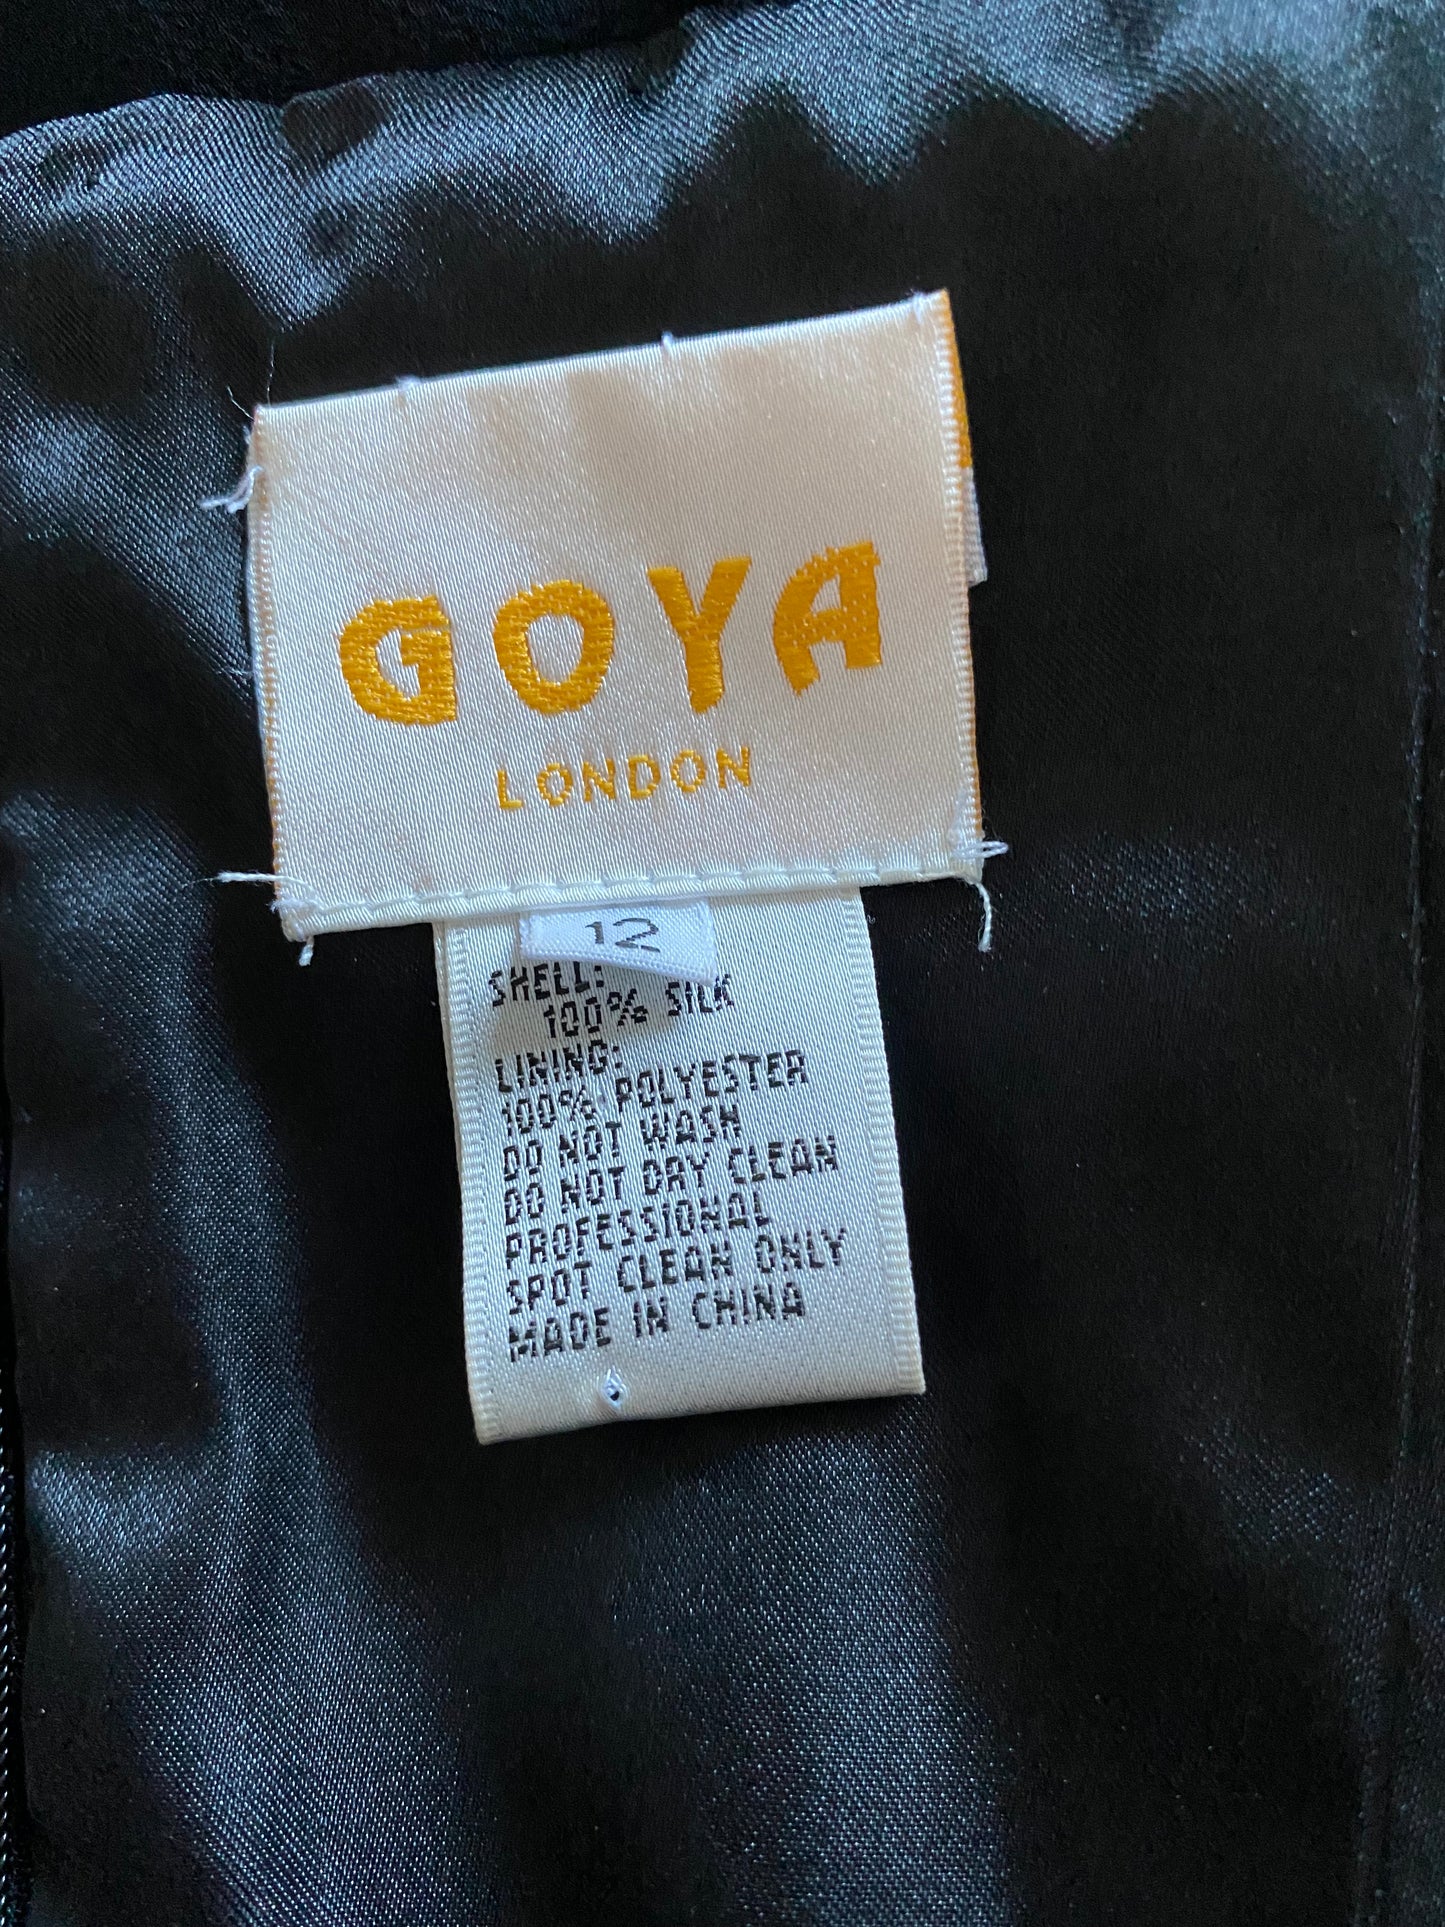 GOYA
LONDON
12
SHELL:
100% SILK
LINING:
100% POLYESTER
DO NOT WASH
DO NOT DRY CLEAN
PROFESSIONAL
SPOT CLEAN ONLY
MADE IN CHINA